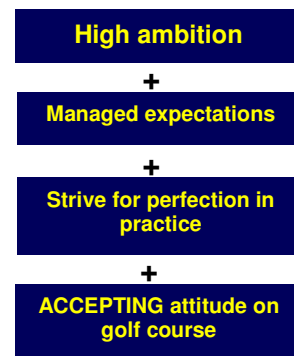 High ambition
+
Managed expectations
+
Strive for perfection in
practice
+
ACCEPTING attitude on
golf course